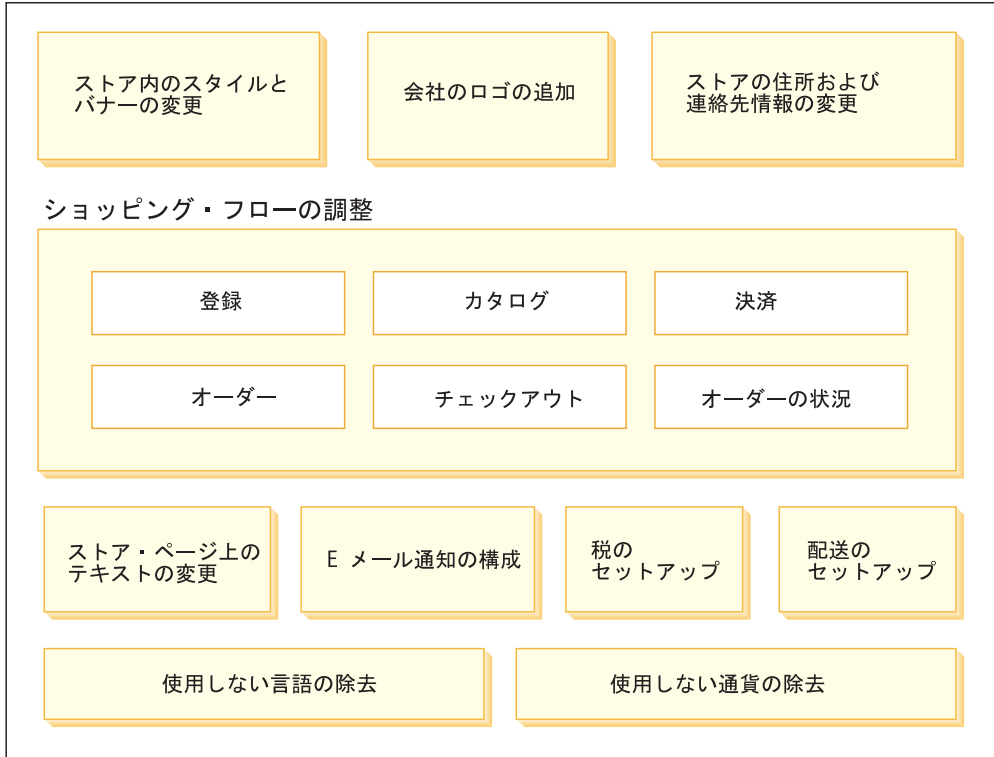 ストア内のスタイルと
バナーの変更
会社のロゴの追加
ストアの住所および
連絡先情報の変更
ショッピング・フローの調整
登録
カタログ
決済
オーダー
チェックアウト
オーダーの状況
ストア・ページ上の
テキストの変更
E メール通知の構成
税の
セットアップ
配送の
セットアップ
使用しない言語の除去
使用しない通貨の除去